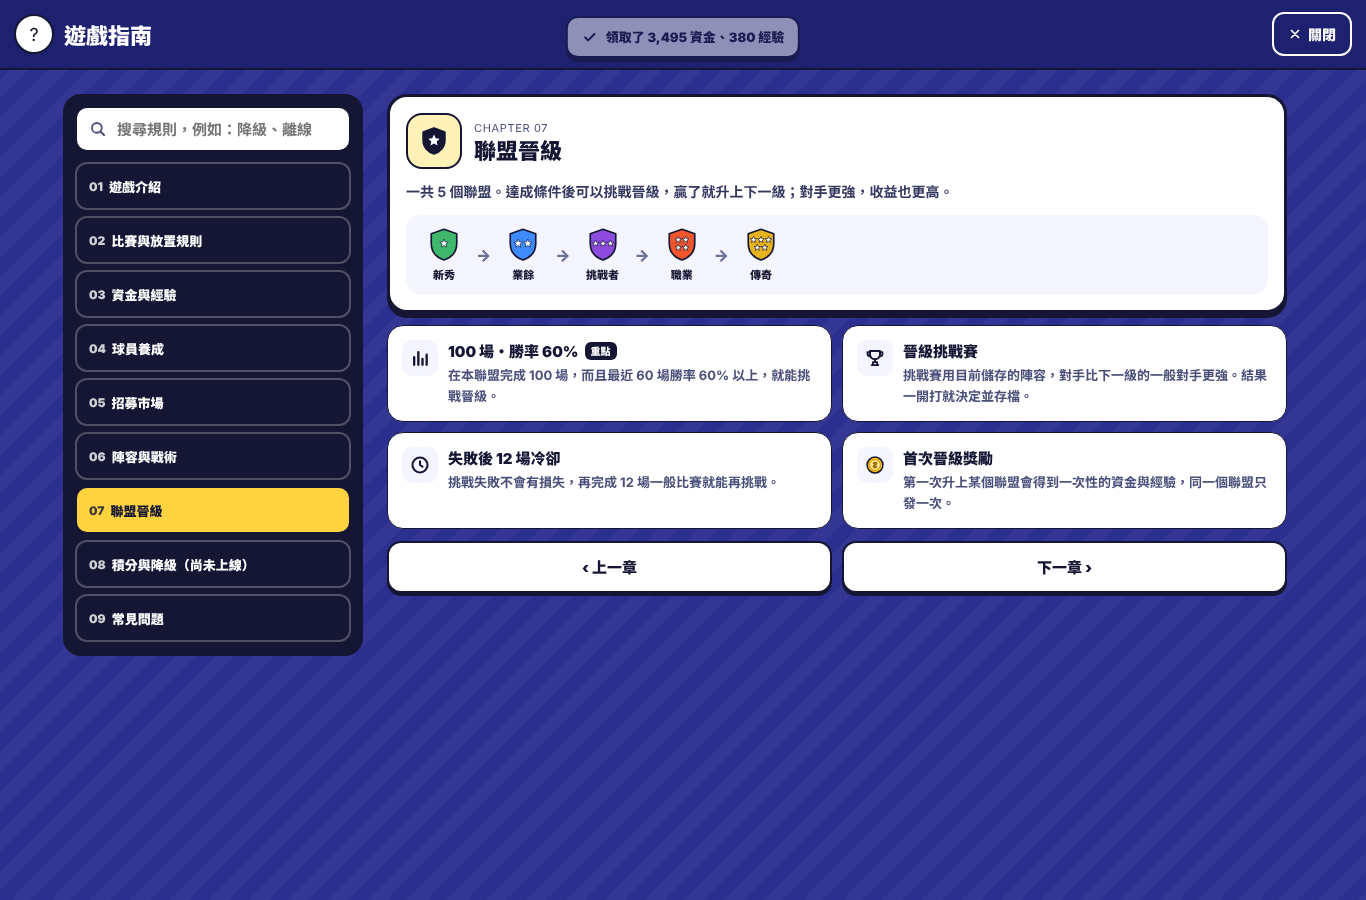 ? 遊戲指南
領取了 3,495 資金、380 經驗
× 關閉
搜尋規則，例如：降級、離線
01 遊戲介紹
02 比賽與放置規則
03 資金與經驗
04 球員養成
05 招募市場
06 陣容與戰術
07 聯盟晉級
08 積分與降級（尚未上線）
09 常見問題
CHAPTER 07
聯盟晉級
一共 5 個聯盟。達成條件後可以挑戰晉級，贏了就升上下一級；對手更強，收益也更高。
新秀
業餘
挑戰者
職業
傳奇
100 場・勝率 60% 重點
在本聯盟完成 100 場，而且最近 60 場勝率 60% 以上，就能挑
戰晉級。
晉級挑戰賽
挑戰賽用目前儲存的陣容，對手比下一級的一般對手更強。結果
一開打就決定並存檔。
失敗後 12 場冷卻
挑戰失敗不會有損失，再完成 12 場一般比賽就能再挑戰。
首次晉級獎勵
第一次升上某個聯盟會得到一次性的資金與經驗，同一個聯盟只
發一次。
‹ 上一章
下一章 ›